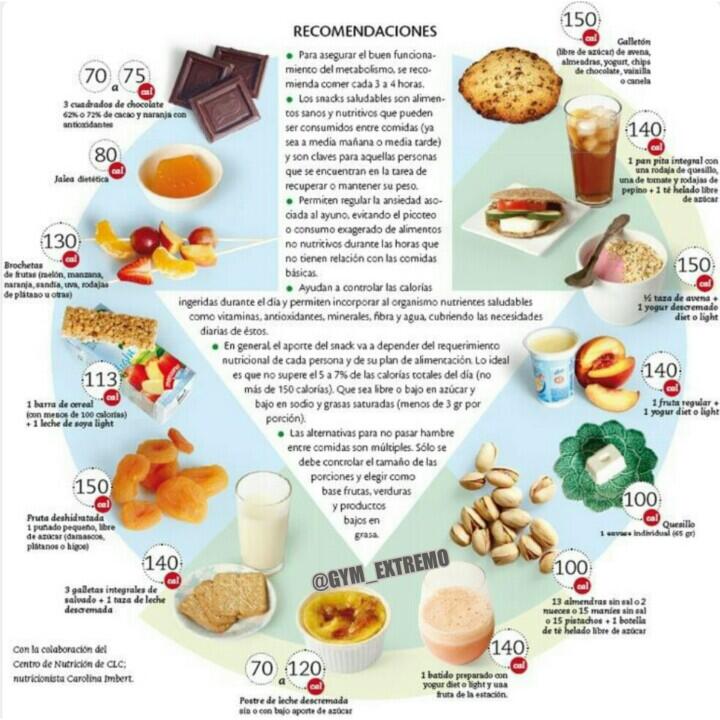 RECOMENDACIONES
• Para asegurar el buen funciona-
miento del metabolismo, se reco-
mienda comer cada 3 a 4 horas.
• Los snacks saludables son alimen-
tos sanos y nutritivos que pueden
ser consumidos entre comidas (ya
sea a media mañana o media tarde)
y son claves para aquellas personas
que se encuentran en la tarea de
recuperar o mantener su peso.
• Permiten regular la ansiedad aso-
ciada al ayuno, evitando el picoteo
o consumo exagerado de alimentos
no nutritivos durante las horas que
no tienen relación con las comidas
básicas.
• Ayudan a controlar las calorías
ingeridas durante el día y permiten incorporar al organismo nutrientes saludables
como vitaminas, antioxidantes, minerales, fibra y agua, cubriendo las necesidades
diarias de éstos.
• En general, el aporte del snack va a depender del requerimiento
nutricional de cada persona y de su plan de alimentación. Lo ideal
es que no supere el 5 a 7% de las calorías totales del día (no
más de 150 calorías). Que sea libre o bajo en azúcar y
bajo en sodio y grasas saturadas (menos de 3 gr por
porción).
• Las alternativas para no pasar hambre
entre comidas son múltiples. Sólo se
debe controlar el tamaño de las
porciones y elegir como
base frutas, verduras
y productos
bajos en
grasa.
150 cal
Galletón
(libre de azúcar) de avena,
almendras, yogurt, chips
de chocolate, vainilla
o canela
140 cal
1 pan pita integral con
una rodaja de quesillo,
una de tomate y rodajas de
pepino + 1 té helado libre
de azúcar
150 cal
½ taza de avena +
1 yogur descremado
diet o light
140 cal
1 fruta regular +
1 yogur diet o light
100 cal
Quesillo
1 envase individual (65 gr)
100 cal
13 almendras sin sal o 2
nueces o 15 maníes sin sal
o 15 pistachos + 1 botella
de té helado libre de azúcar
140 cal
1 batido preparado con
yogur diet o light y una
fruta de la estación.
70 a 120 cal
Postre de leche descremada
sin o con bajo aporte de azúcar
140 cal
3 galletas integrales de
salvado + 1 taza de leche
descremada
150 cal
Fruta deshidratada
1 puñado pequeño, libre
de azúcar (damascos,
plátanos o higos)
113 cal
1 barra de cereal
(con menos de 100 calorías)
+ 1 leche de soya light
130 cal
Brochetas
de frutas (melón, manzana,
naranja, sandía, uva, rodajas
de plátano u otras)
80 cal
Jalea dietética
70 a 75 cal
3 cuadrados de chocolate
62% o 72% de cacao y naranja con
antioxidantes
light
@GYM_EXTREMO
Con la colaboración del
Centro de Nutrición de CLC;
nutricionista Carolina Imbert.